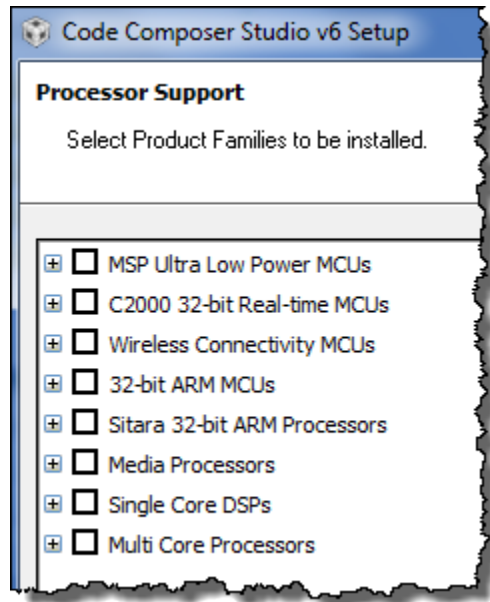 Code Composer Studio v6 Setup
Processor Support
Select Product Families to be installed.
MSP Ultra Low Power MCUs
C2000 32-bit Real-time MCUs
Wireless Connectivity MCUs
32-bit ARM MCUs
Sitara 32-bit ARM Processors
Media Processors
Single Core DSPs
Multi Core Processors